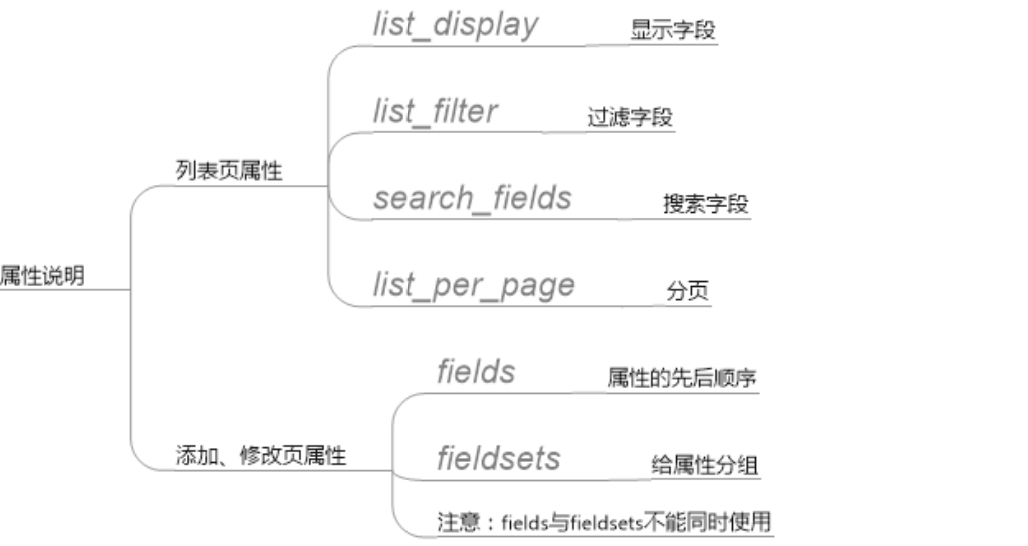 属性说明
列表页属性
list_display 显示字段
list_filter 过滤字段
search_fields 搜索字段
list_per_page 分页
添加、修改页属性
fields 属性的先后顺序
fieldsets 给属性分组
注意：fields与fieldsets不能同时使用